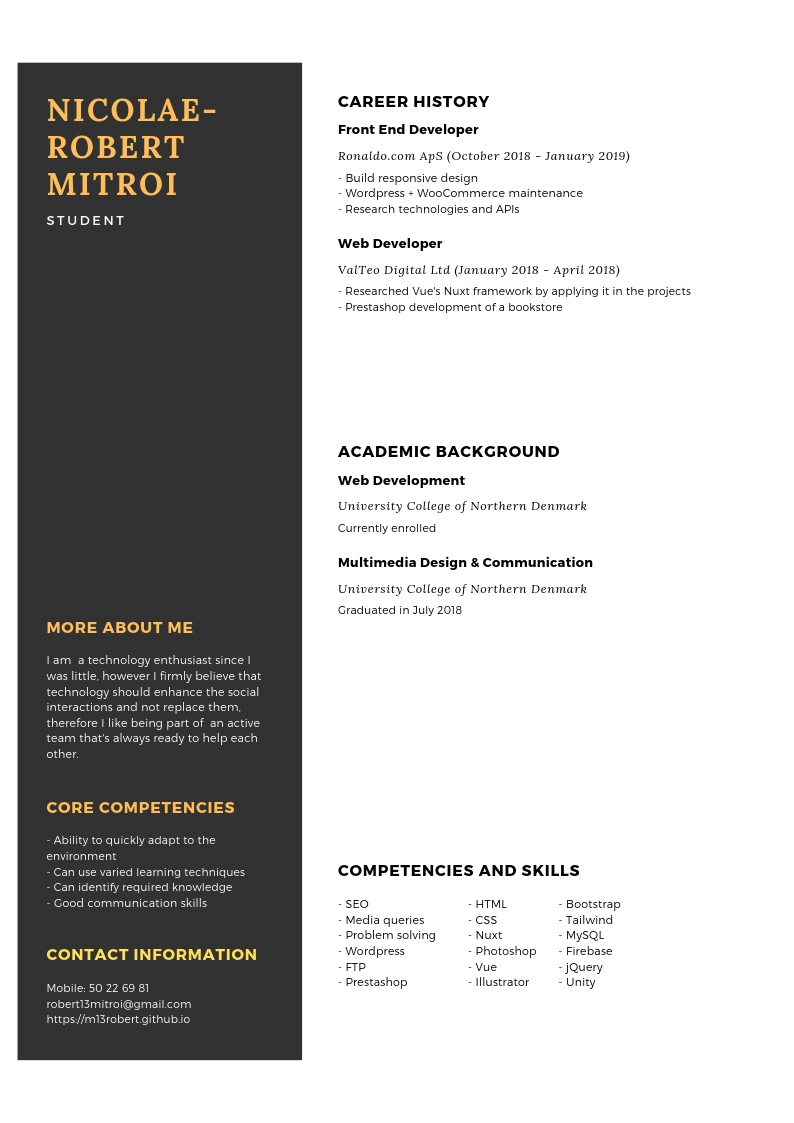 NICOLAE-
ROBERT
MITROI
STUDENT
MORE ABOUT ME
I am  a technology enthusiast since I
was little, however I firmly believe that
technology should enhance the social
interactions and not replace them,
therefore I like being part of  an active
team that's always ready to help each
other.
CORE COMPETENCIES
- Ability to quickly adapt to the
environment
- Can use varied learning techniques
- Can identify required knowledge
- Good communication skills
CONTACT INFORMATION
Mobile: 50 22 69 81
robert13mitroi@gmail.com
https://m13robert.github.io
CAREER HISTORY
Front End Developer
Ronaldo.com ApS (October 2018 - January 2019)
- Build responsive design
- Wordpress + WooCommerce maintenance
- Research technologies and APIs
Web Developer
ValTeo Digital Ltd (January 2018 - April 2018)
- Researched Vue's Nuxt framework by applying it in the projects
- Prestashop development of a bookstore
ACADEMIC BACKGROUND
Web Development
University College of Northern Denmark
Currently enrolled
Multimedia Design & Communication
University College of Northern Denmark
Graduated in July 2018
COMPETENCIES AND SKILLS
- SEO
- Media queries
- Problem solving
- Wordpress
- FTP
- Prestashop
- HTML
- CSS
- Nuxt
- Photoshop
- Vue
- Illustrator
- Bootstrap
- Tailwind
- MySQL
- Firebase
- jQuery
- Unity